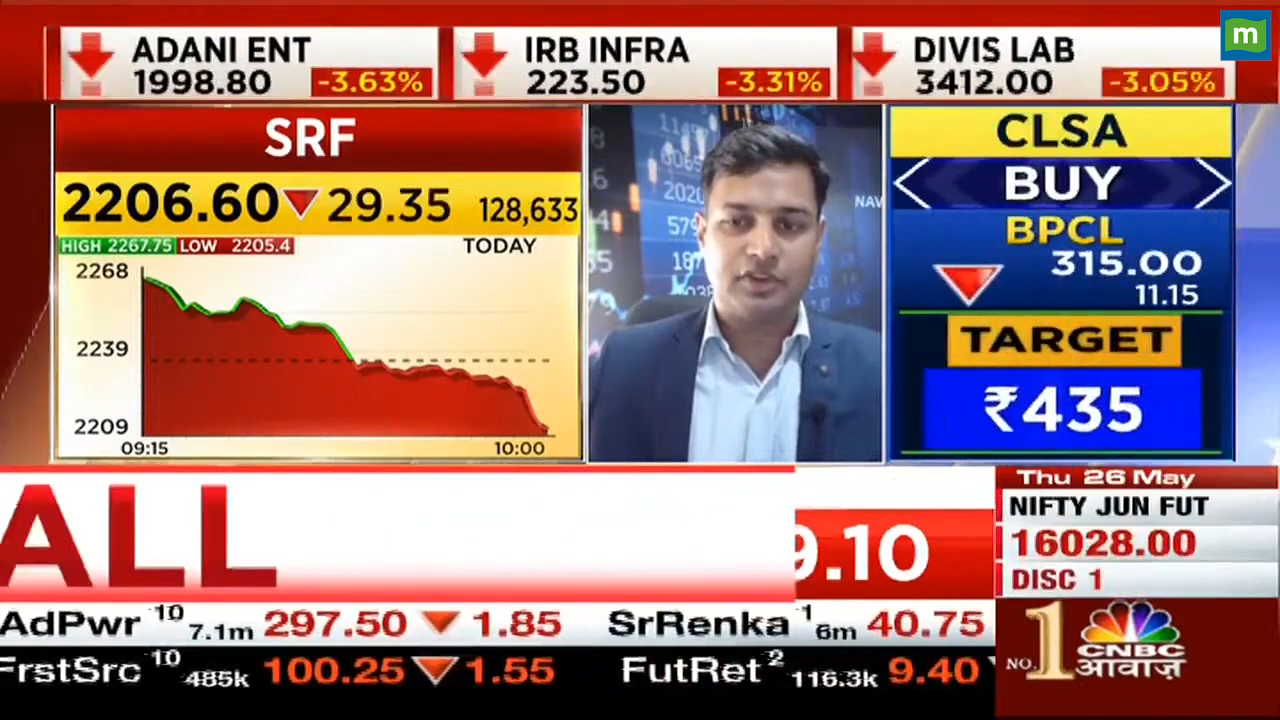 m
ADANI ENT
1998.80 -3.63%
IRB INFRA
223.50 -3.31%
DIVIS LAB
3412.00 -3.05%
SRF
2206.60 29.35 128,633
HIGH 2267.75 LOW 2205.4 TODAY
2268
2239
2209
09:15 10:00
NAV
CLSA
BUY
BPCL
315.00
11.15
TARGET
₹435
ALL
9.10
Thu 26 May
NIFTY JUN FUT
16028.00
DISC 1
AdPwr 10 7.1m 297.50 1.85 SrRenka 1 6m 40.75
FrstSrc 10 485k 100.25 1.55 FutRet 2 116.3k 9.40
NO. 1 CNBC
आवाज़